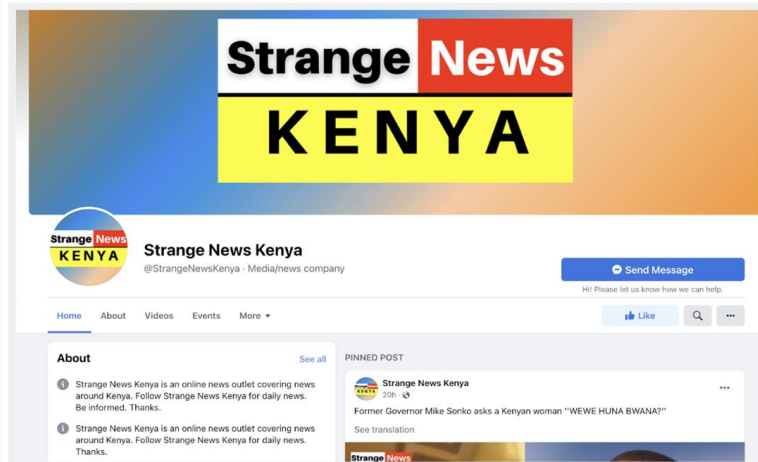 Strange News
KENYA
Strange News
KENYA
Strange News Kenya
@StrangeNewsKenya · Media/news company
Send Message
Hi! Please let us know how we can help.
Home About Videos Events More
Like
About
See all
Strange News Kenya is an online news outlet covering news
around Kenya. Follow Strange News Kenya for daily news.
Be informed. Thanks.
Strange News Kenya is an online news outlet covering news
around Kenya. Follow Strange News Kenya for daily news.
Thanks.
PINNED POST
Strange News
KENYA
Strange News Kenya
20h ·
Former Governor Mike Sonko asks a Kenyan woman "WEWE HUNA BWANA?"
See translation
Strange News